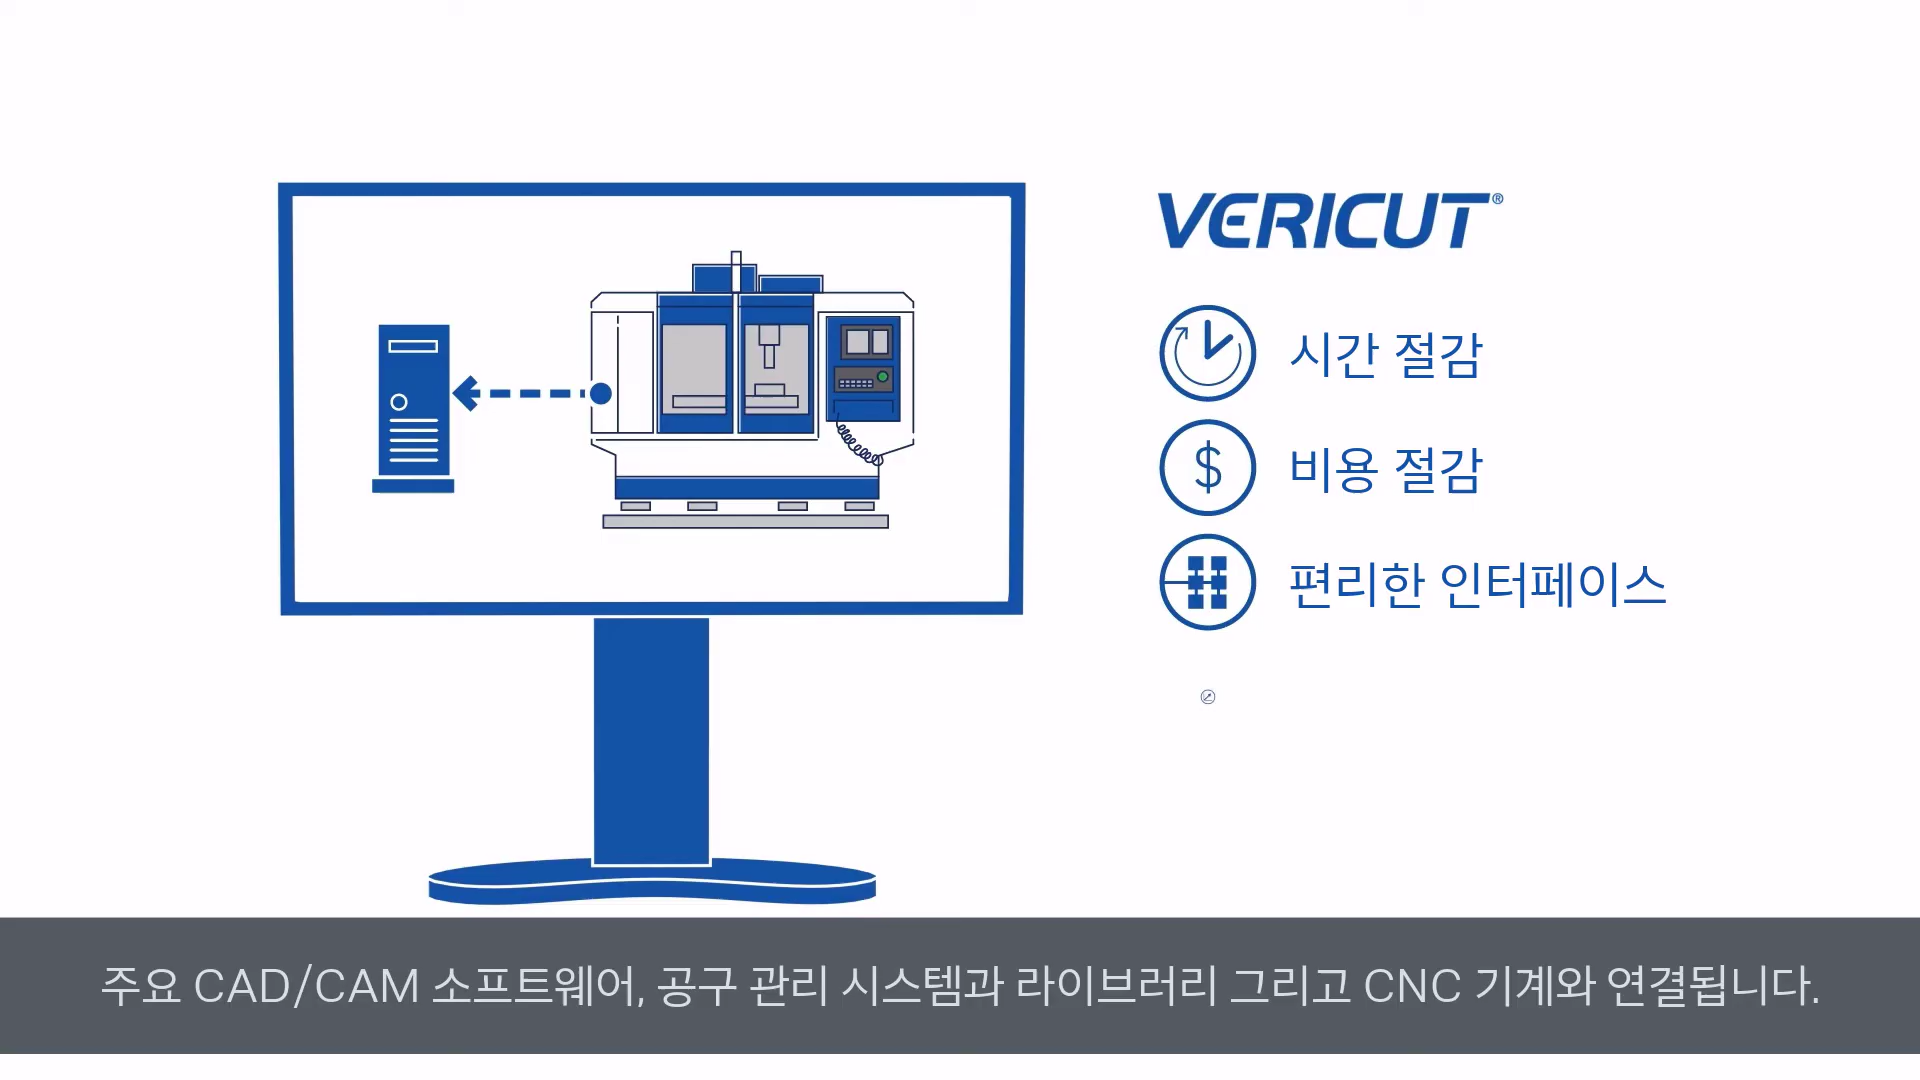 VERICUT®
시간 절감
$
비용 절감
편리한 인터페이스
주요 CAD/CAM 소프트웨어, 공구 관리 시스템과 라이브러리 그리고 CNC 기계와 연결됩니다.